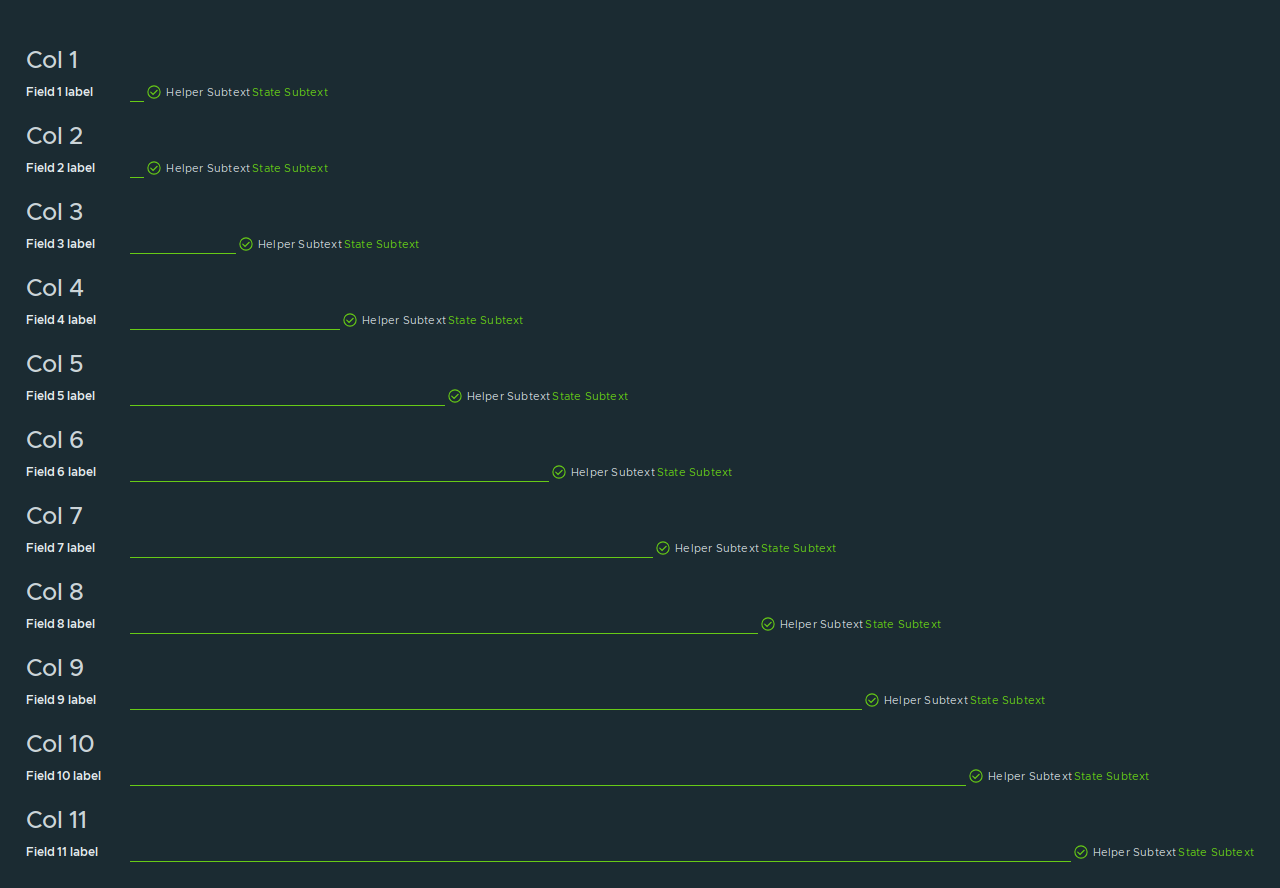 Col 1
Field 1 label Helper Subtext State Subtext
Col 2
Field 2 label Helper Subtext State Subtext
Col 3
Field 3 label Helper Subtext State Subtext
Col 4
Field 4 label Helper Subtext State Subtext
Col 5
Field 5 label Helper Subtext State Subtext
Col 6
Field 6 label Helper Subtext State Subtext
Col 7
Field 7 label Helper Subtext State Subtext
Col 8
Field 8 label Helper Subtext State Subtext
Col 9
Field 9 label Helper Subtext State Subtext
Col 10
Field 10 label Helper Subtext State Subtext
Col 11
Field 11 label Helper Subtext State Subtext